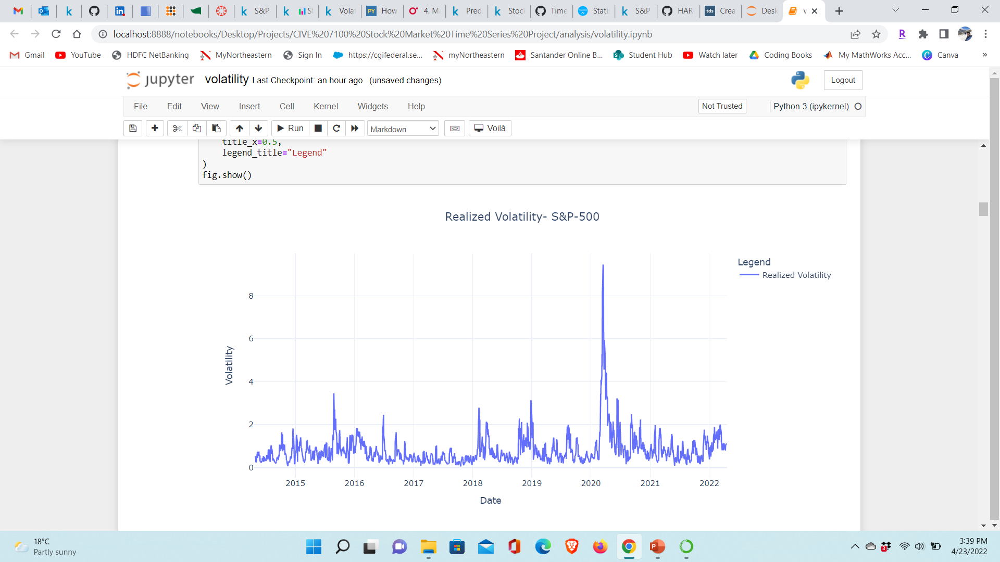 S&P
St
Volat
How
4. Ma
Pred
Stoc
Time
Statis
S&P
HAR
Crea
Desk
v
localhost:8888/notebooks/Desktop/Projects/CIVE%207100%20Stock%20Market%20Time%20Series%20Project/analysis/volatility.ipynb
Gmail YouTube HDFC NetBanking MyNortheastern Sign In https://cgifederal.se... myNortheastern Santander Online B... Student Hub Watch later Coding Books My MathWorks Acc... Canva »
jupyter volatility Last Checkpoint: an hour ago (unsaved changes) Logout
File Edit View Insert Cell Kernel Widgets Help Not Trusted Python 3 (ipykernel)
Run Markdown Voilà
title_x=0.5,
legend_title="Legend"
)
fig.show()
Realized Volatility- S&P-500
Legend
Realized Volatility
8
6
4
2
0
Volatility
2015 2016 2017 2018 2019 2020 2021 2022
Date
18°C
Partly sunny
3:39 PM
4/23/2022